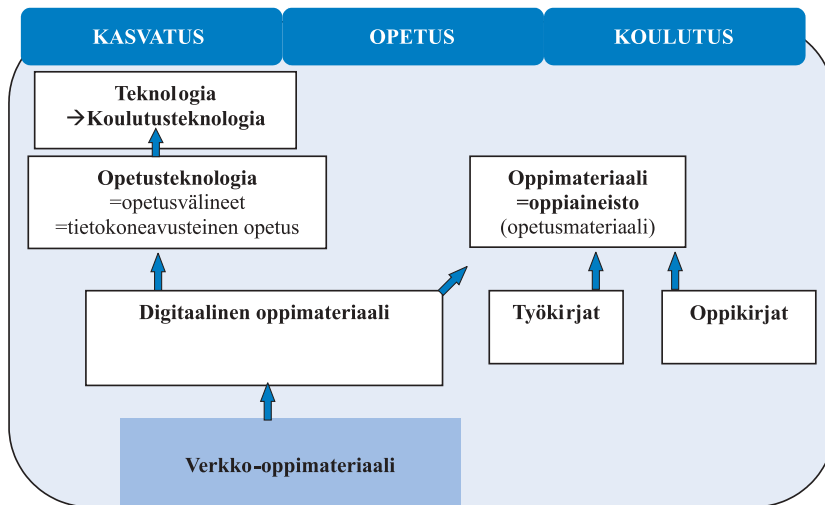 KASVATUS
OPETUS
KOULUTUS
Teknologia
→Koulutusteknologia
Opetusteknologia
=opetusvälineet
=tietokoneavusteinen opetus
Oppimateriaali
=oppiaineisto
(opetusmateriaali)
Digitaalinen oppimateriaali
Työkirjat
Oppikirjat
Verkko-oppimateriaali